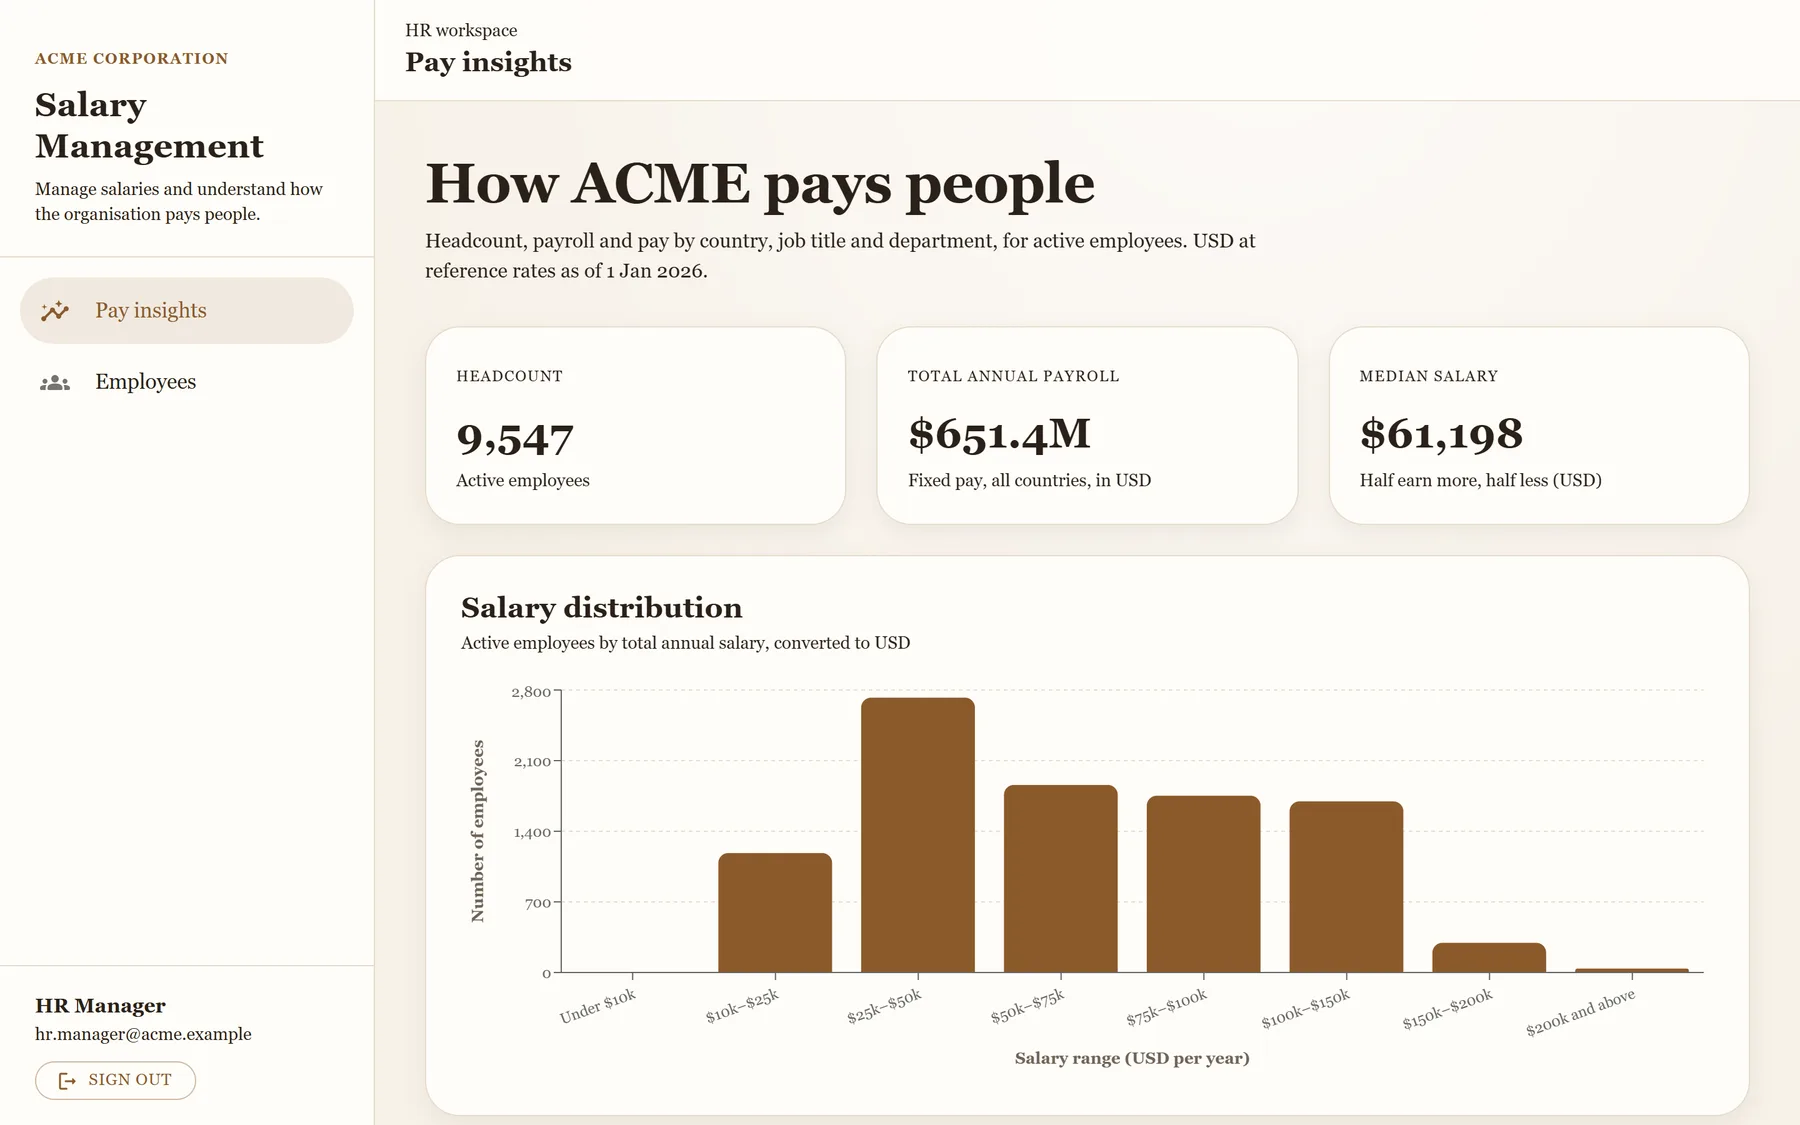 ACME CORPORATION
Salary
Management
Manage salaries and understand how
the organisation pays people.
Pay insights
Employees
HR Manager
hr.manager@acme.example
SIGN OUT
HR workspace
Pay insights
How ACME pays people
Headcount, payroll and pay by country, job title and department, for active employees. USD at
reference rates as of 1 Jan 2026.
HEADCOUNT
9,547
Active employees
TOTAL ANNUAL PAYROLL
$651.4M
Fixed pay, all countries, in USD
MEDIAN SALARY
$61,198
Half earn more, half less (USD)
Salary distribution
Active employees by total annual salary, converted to USD
Number of employees
2,800
2,100
1,400
700
0
Under $10k
$10k–$25k
$25k–$50k
$50k–$75k
$75k–$100k
$100k–$150k
$150k–$200k
$200k and above
Salary range (USD per year)